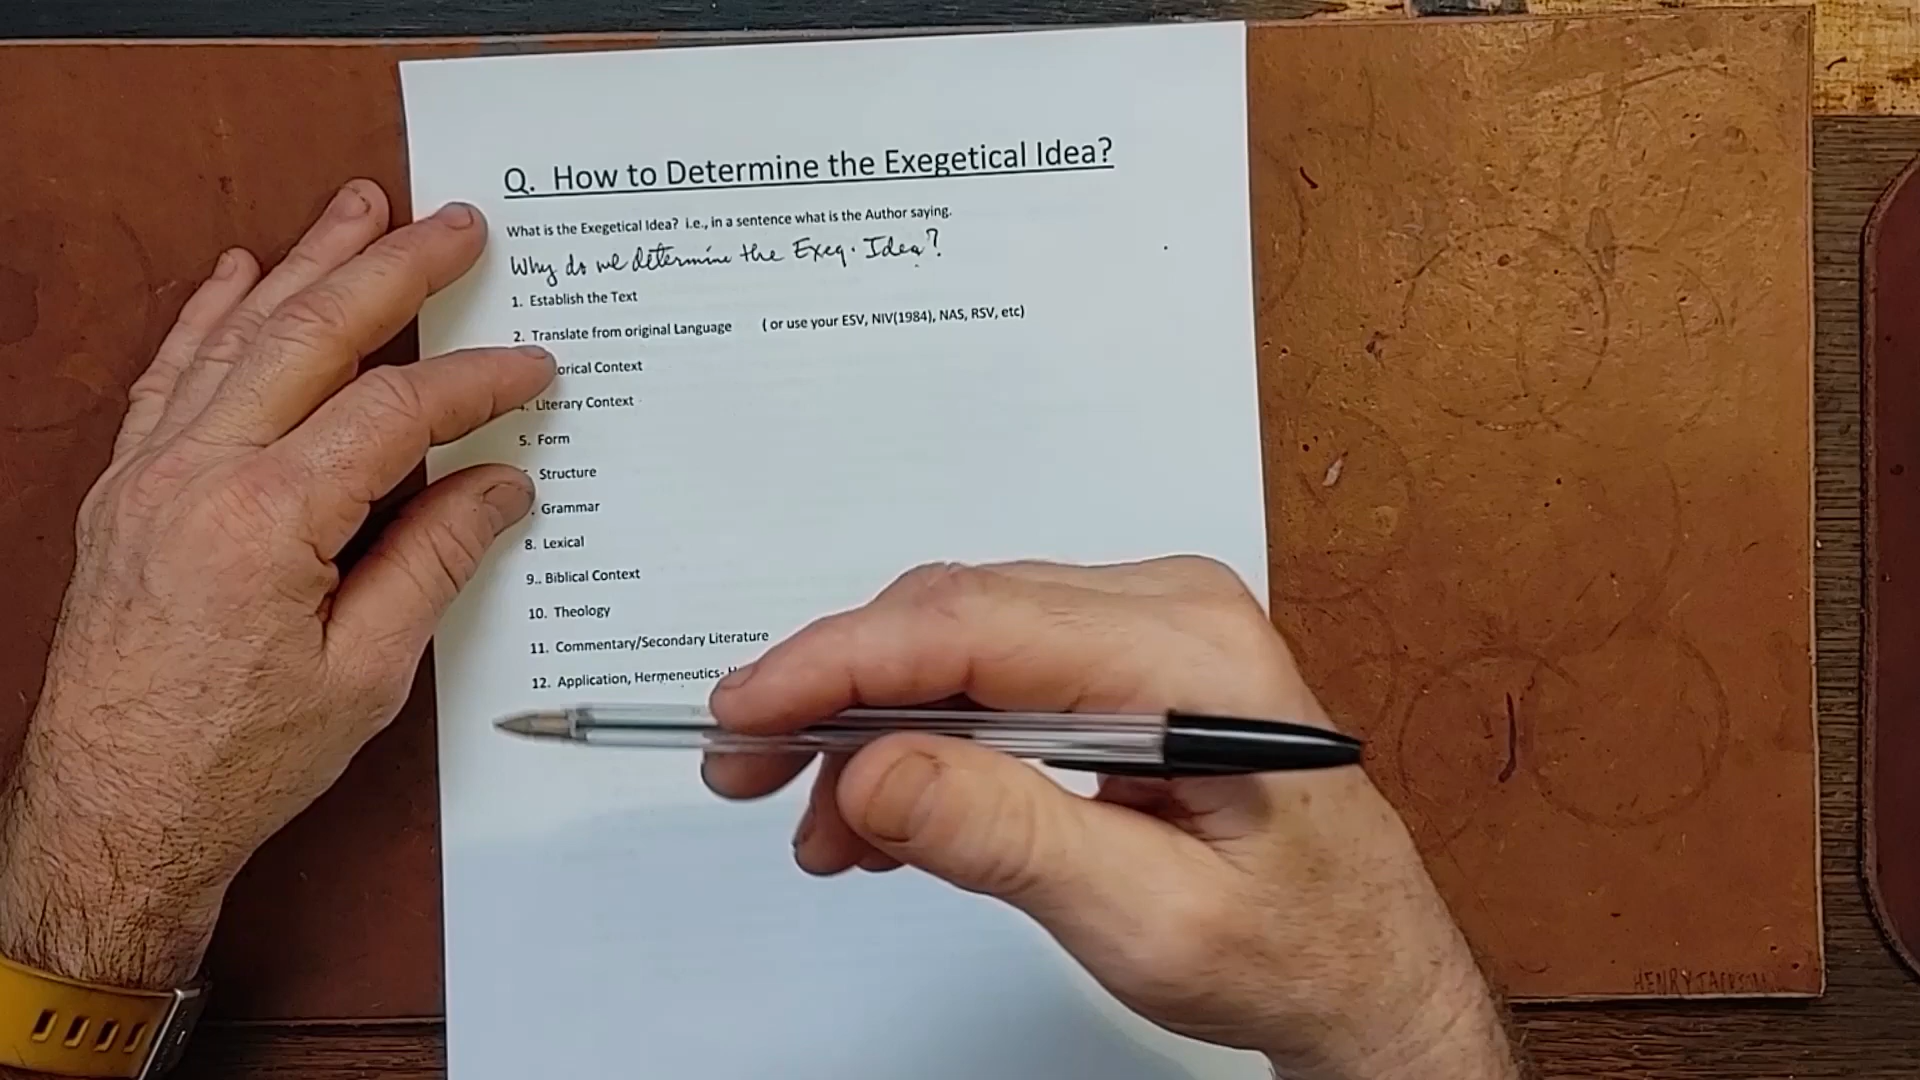 Q. How to Determine the Exegetical Idea?
What is the Exegetical Idea? i.e., in a sentence what is the Author saying.
Why do we determine the Exeg. Idea?
1. Establish the Text
2. Translate from original Language ( or use your ESV, NIV(1984), NAS, RSV, etc)
orical Context
4. Literary Context
5. Form
Structure
. Grammar
8. Lexical
9.. Biblical Context
10. Theology
11. Commentary/Secondary Literature
12. Application, Hermeneutics-
HENRY JACKSON